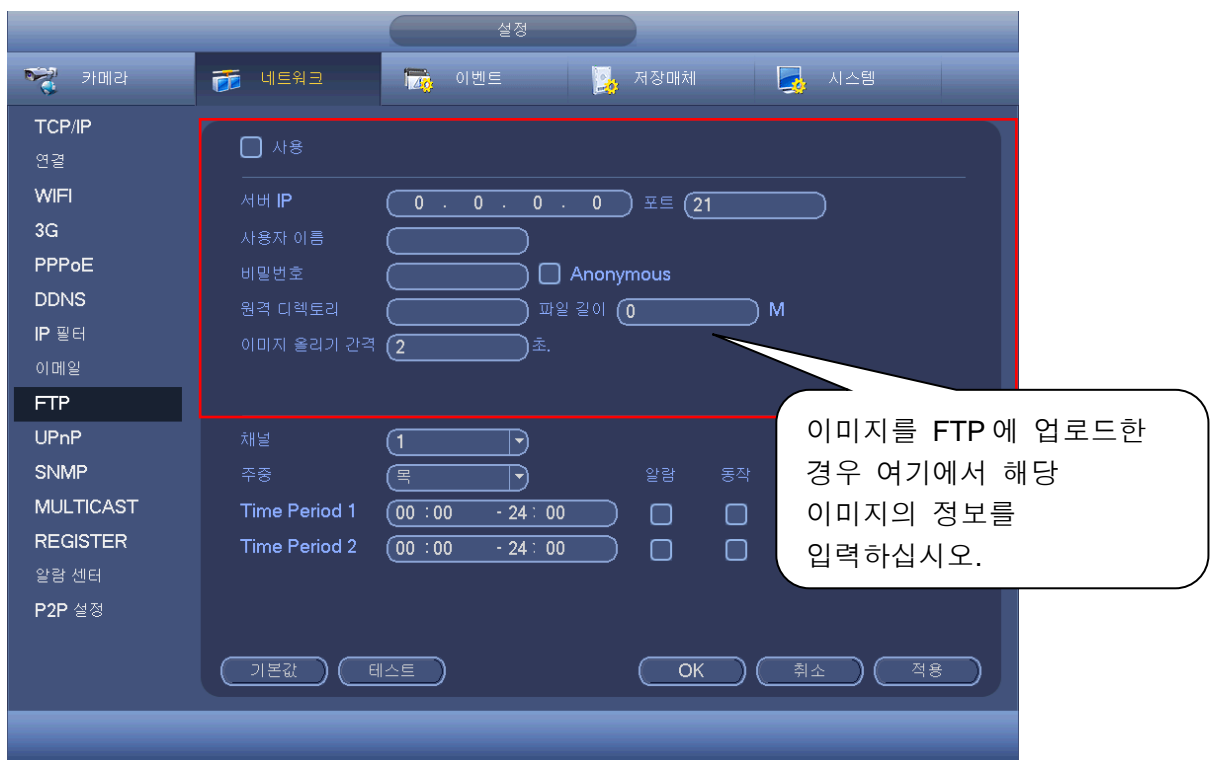 설정
카메라
네트워크
이벤트
저장매체
시스템
TCP/IP
연결
WIFI
3G
PPPoE
DDNS
IP 필터
이메일
FTP
UPnP
SNMP
MULTICAST
REGISTER
알람 센터
P2P 설정
사용
서버 IP 0 . 0 . 0 . 0 포트 21
사용자 이름
비밀번호 Anonymous
원격 디렉토리 파일 길이 0 M
이미지 올리기 간격 2 초.
채널 1
주중 목 알람 동작
Time Period 1 00 :00 - 24 : 00
Time Period 2 00 :00 - 24 : 00
이미지를 FTP에 업로드한
경우 여기에서 해당
이미지의 정보를
입력하십시오.
기본값 테스트 OK 취소 적용